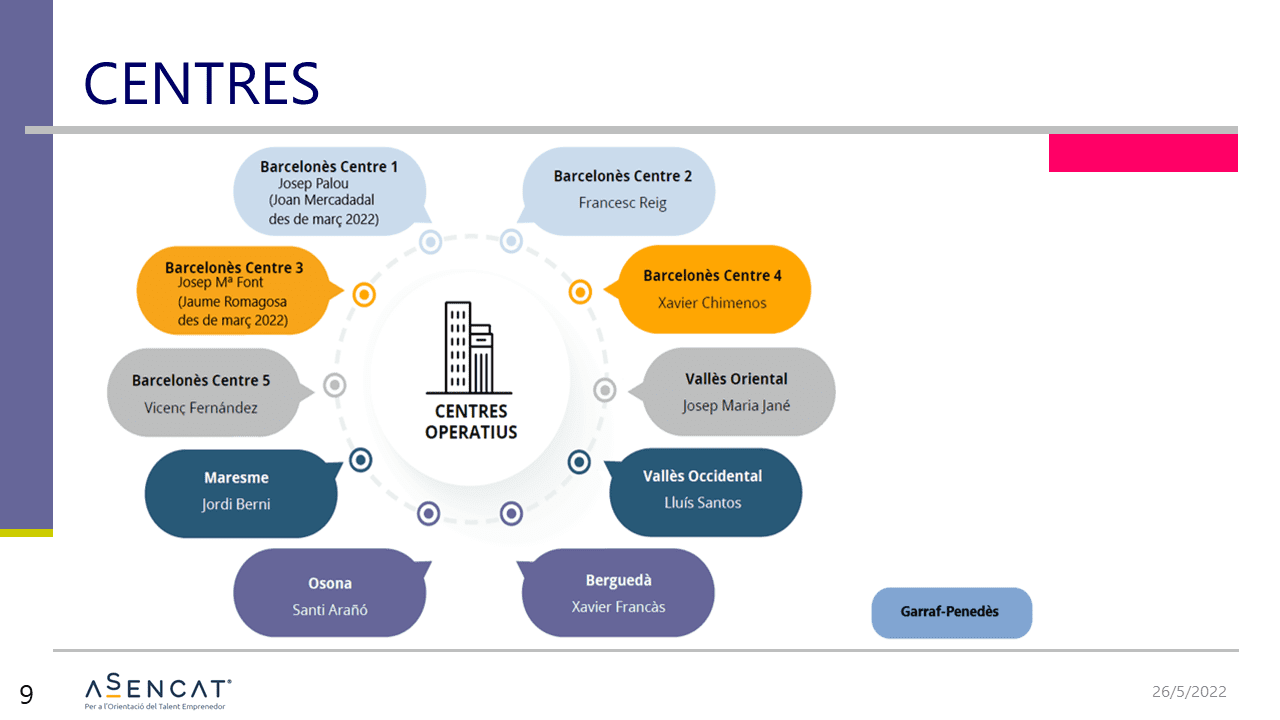 CENTRES
Barcelonès Centre 1
Josep Palou
(Joan Mercadadal
des de març 2022)
Barcelonès Centre 2
Francesc Reig
Barcelonès Centre 3
Josep Mª Font
(Jaume Romagosa
des de març 2022)
Barcelonès Centre 4
Xavier Chimenos
Barcelonès Centre 5
Vicenç Fernández
Vallès Oriental
Josep Maria Jané
CENTRES
OPERATIUS
Maresme
Jordi Berni
Vallès Occidental
Lluís Santos
Osona
Santi Arañó
Berguedà
Xavier Francàs
Garraf-Penedès
9
ASENCAT®
Per a l'Orientació del Talent Emprenedor
26/5/2022